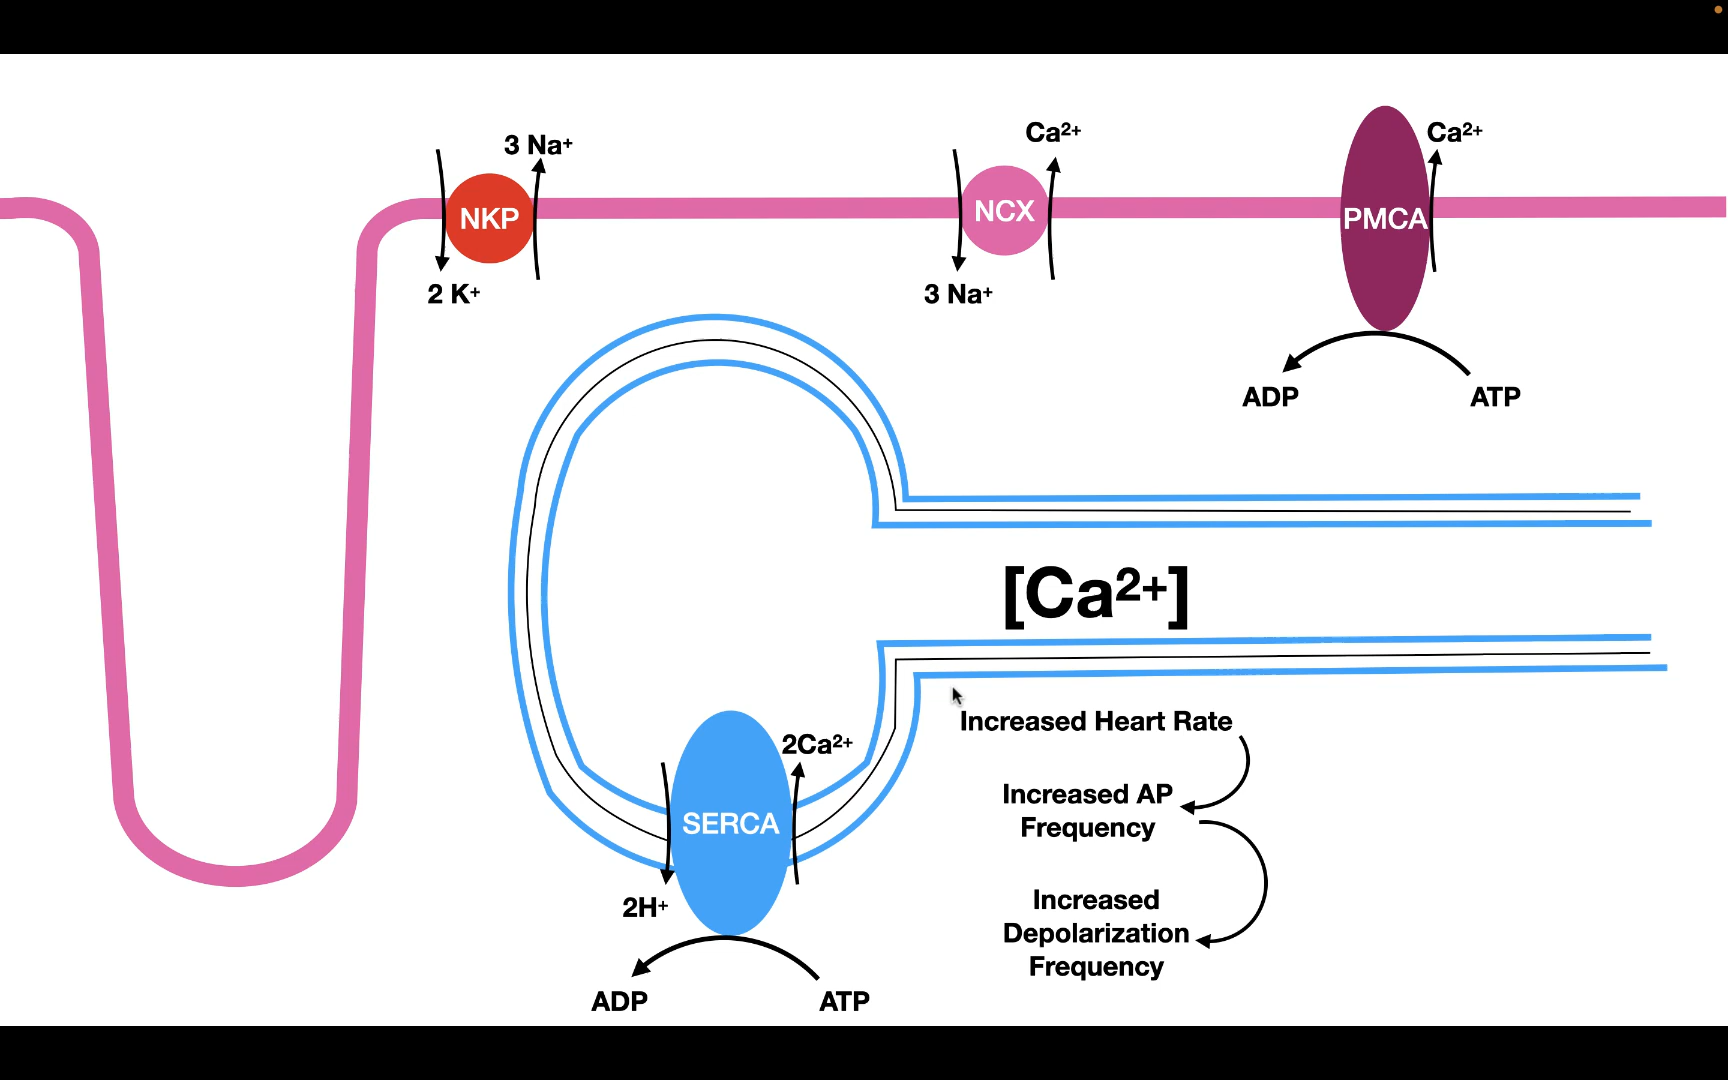 3 Na⁺
NKP
2 K⁺
Ca²⁺
NCX
3 Na⁺
Ca²⁺
PMCA
ADP
ATP
[Ca²⁺]
2Ca²⁺
SERCA
2H⁺
ADP
ATP
Increased Heart Rate
Increased AP
Frequency
Increased
Depolarization
Frequency